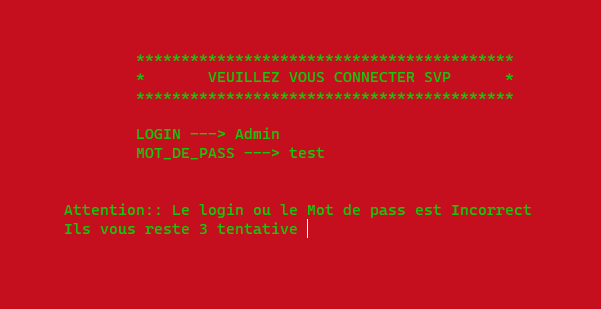 ******************************************
* VEUILLEZ VOUS CONNECTER SVP *
******************************************
LOGIN ---> Admin
MOT_DE_PASS ---> test
Attention:: Le login ou le Mot de pass est Incorrect
Ils vous reste 3 tentative